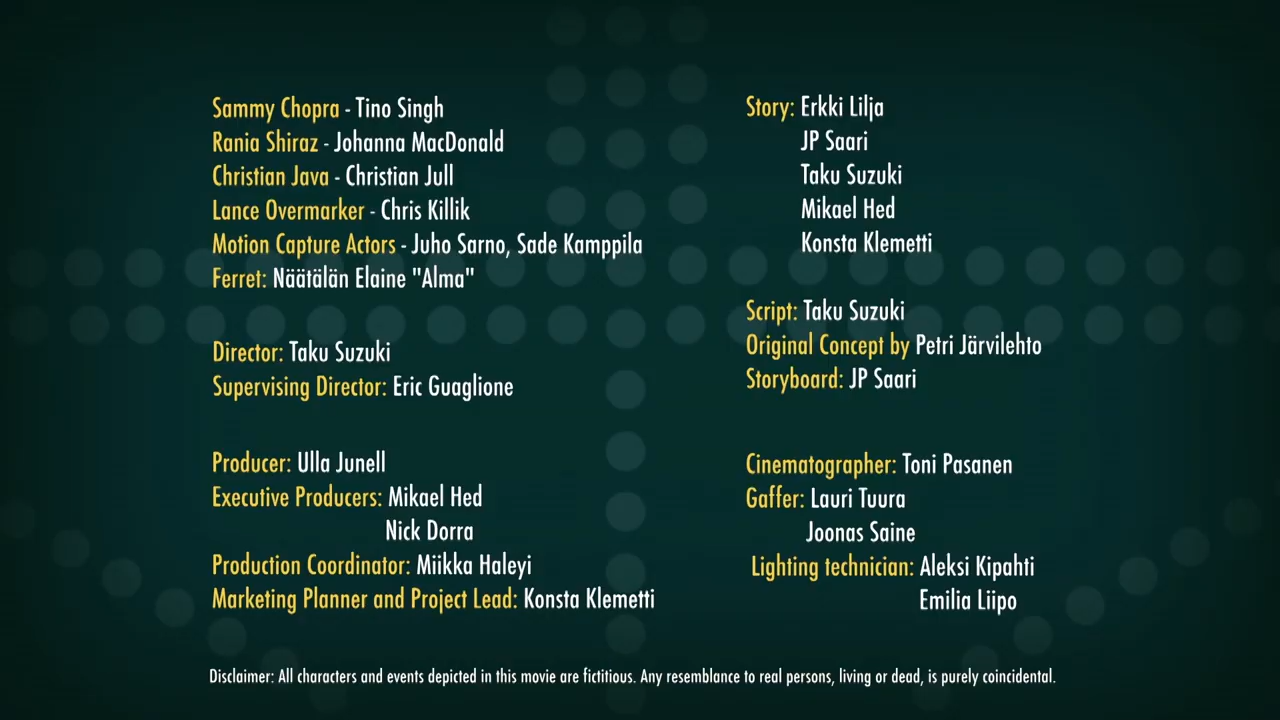 Sammy Chopra - Tino Singh
Rania Shiraz - Johanna MacDonald
Christian Java - Christian Jull
Lance Overmarker - Chris Killik
Motion Capture Actors - Juho Sarno, Sade Kamppila
Ferret: Näätälän Elaine "Alma"
Director: Taku Suzuki
Supervising Director: Eric Guaglione
Producer: Ulla Junell
Executive Producers: Mikael Hed
Nick Dorra
Production Coordinator: Miikka Haleyi
Marketing Planner and Project Lead: Konsta Klemetti
Story: Erkki Lilja
JP Saari
Taku Suzuki
Mikael Hed
Konsta Klemetti
Script: Taku Suzuki
Original Concept by Petri Järvilehto
Storyboard: JP Saari
Cinematographer: Toni Pasanen
Gaffer: Lauri Tuura
Joonas Saine
Lighting technician: Aleksi Kipahti
Emilia Liipo
Disclaimer: All characters and events depicted in this movie are fictitious. Any resemblance to real persons, living or dead, is purely coincidental.